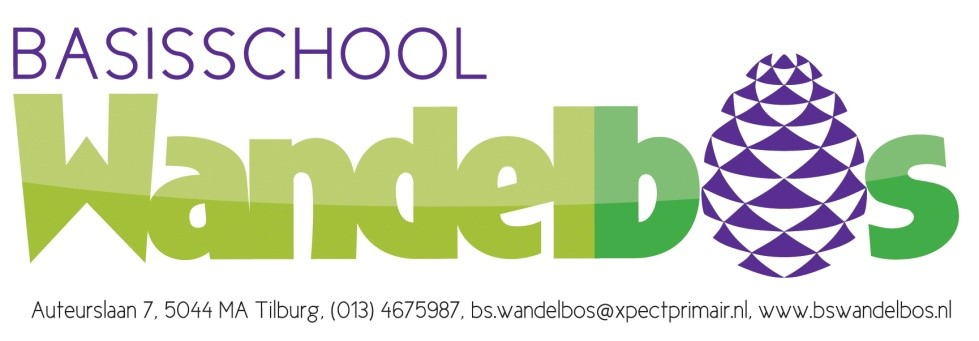 BASISSCHOOL
Wandelbos
Auteurslaan 7, 5044 MA Tilburg, (013) 4675987, bs.wandelbos@xpectprimair.nl, www.bswandelbos.nl